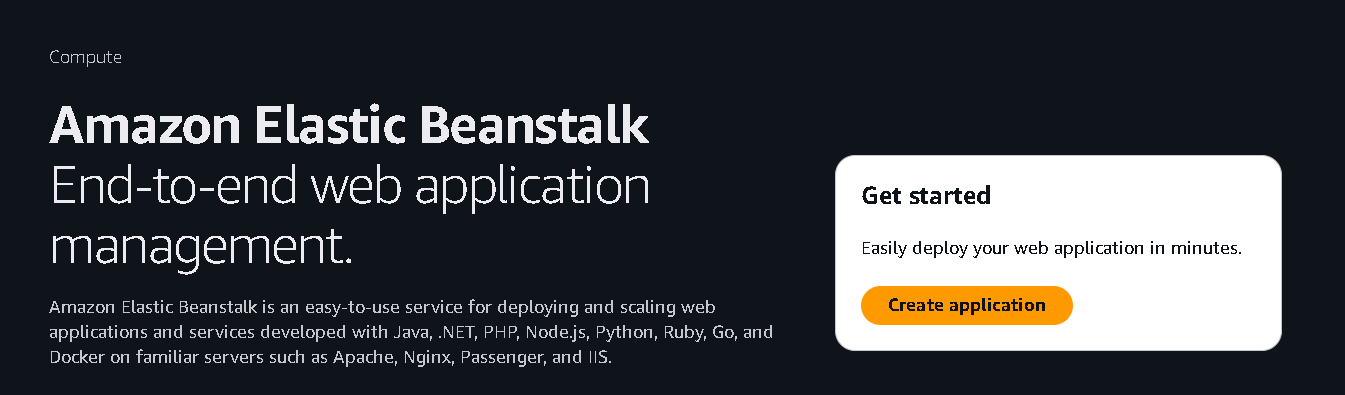 Compute
Amazon Elastic Beanstalk
End-to-end web application
management.
Amazon Elastic Beanstalk is an easy-to-use service for deploying and scaling web
applications and services developed with Java, .NET, PHP, Node.js, Python, Ruby, Go, and
Docker on familiar servers such as Apache, Nginx, Passenger, and IIS.
Get started
Easily deploy your web application in minutes.
Create application